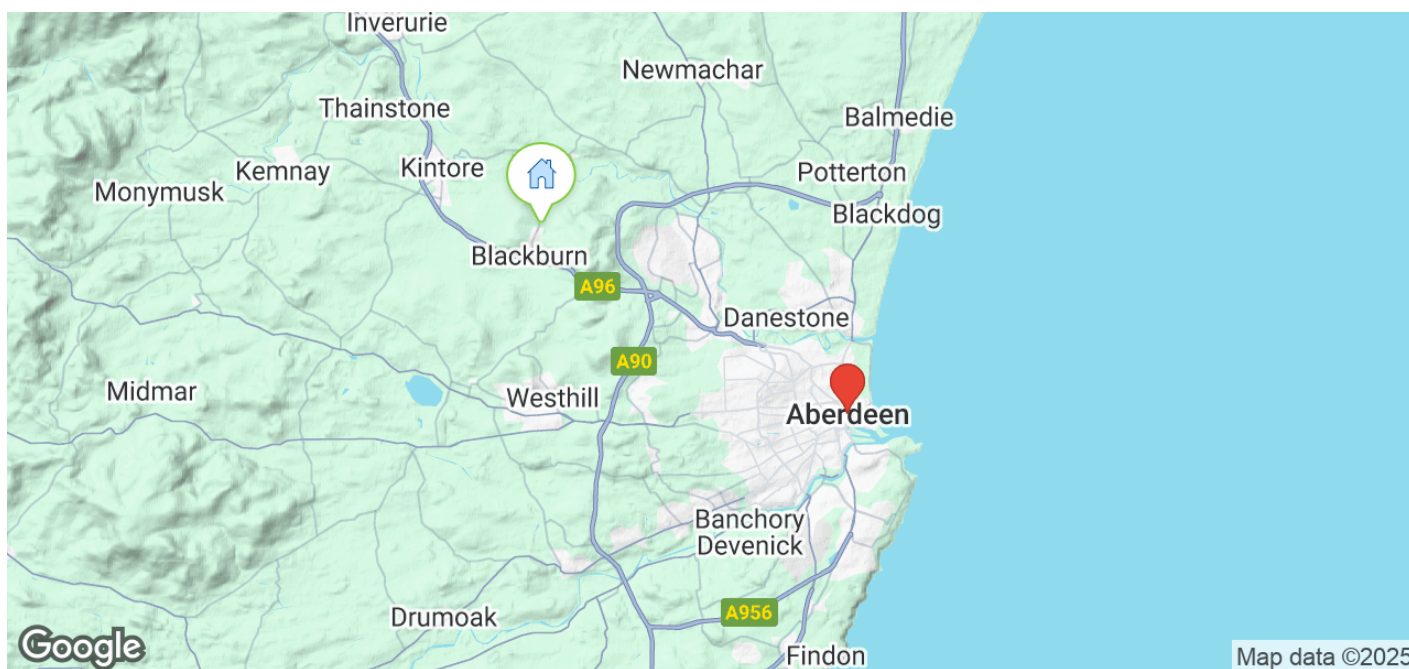 Inverurie
Newmachar
Thainstone
Balmedie
Kintore
Kemnay
Potterton
Monymusk
Blackdog
Blackburn
A96
Danestone
A90
Midmar
Westhill
Aberdeen
Banchory
Devenick
Drumoak
A956
Findon
Google
Map data ©2025